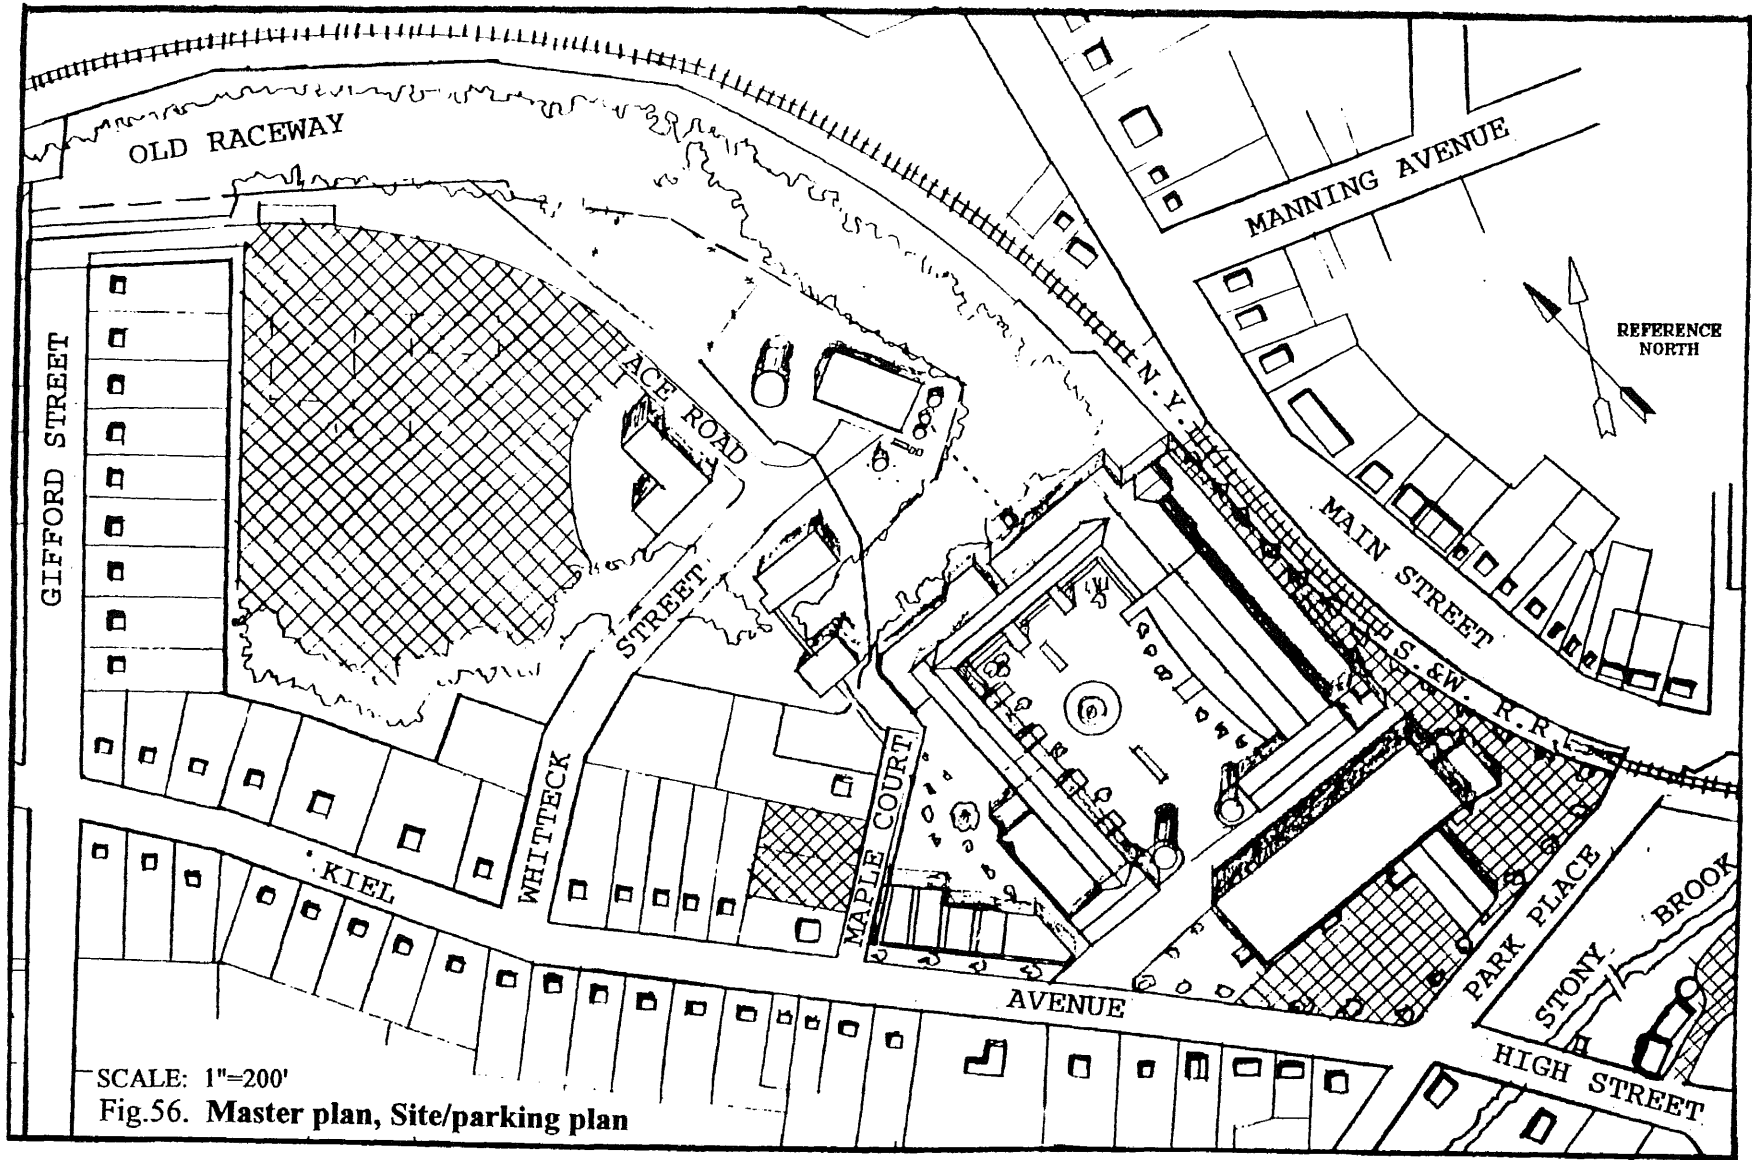 OLD RACEWAY
MANNING AVENUE
REFERENCE
NORTH
GIFFORD STREET
ACE ROAD
N.Y.
S.&W. R.R.
MAIN STREET
WHITTECK
STREET
MAPLE COURT
KIEL
AVENUE
PARK PLACE
STONY
BROOK
HIGH STREET
SCALE: 1"=200'
Fig.56. Master plan, Site/parking plan